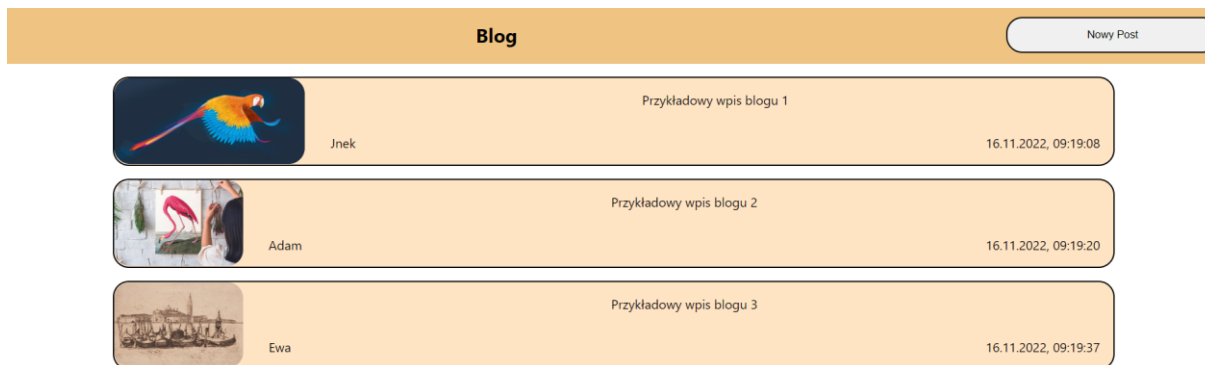 Blog
Nowy Post
Przykładowy wpis blogu 1
Jnek
16.11.2022, 09:19:08
Przykładowy wpis blogu 2
Adam
16.11.2022, 09:19:20
Przykładowy wpis blogu 3
Ewa
16.11.2022, 09:19:37